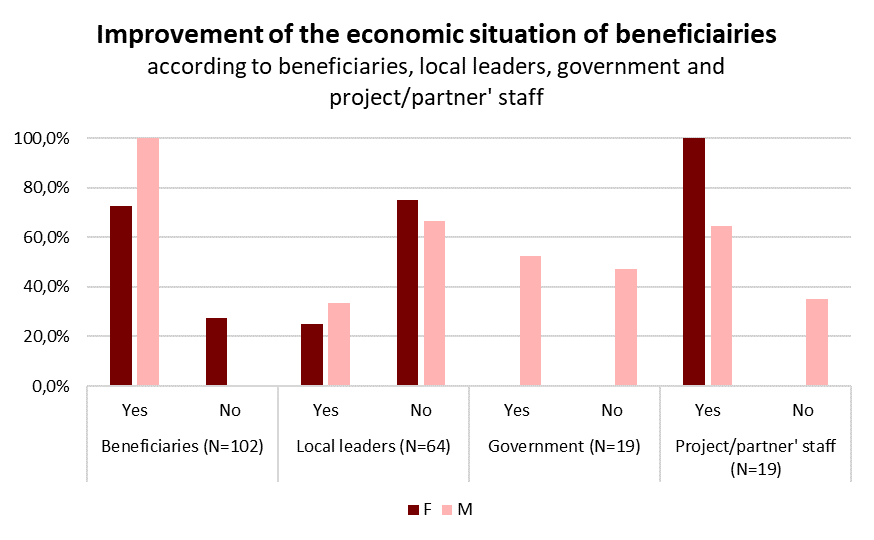 Improvement of the economic situation of beneficiairies
according to beneficiaries, local leaders, government and
project/partner' staff
100,0%
80,0%
60,0%
40,0%
20,0%
0,0%
Yes No Yes No Yes No Yes No
Beneficiaries (N=102) Local leaders (N=64) Government (N=19) Project/partner' staff
(N=19)
F M